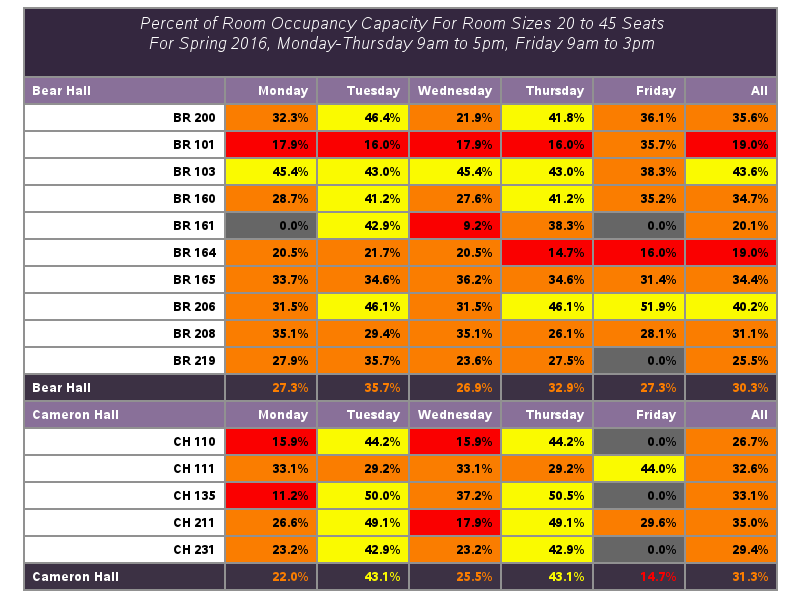 Percent of Room Occupancy Capacity For Room Sizes 20 to 45 Seats
For Spring 2016, Monday-Thursday 9am to 5pm, Friday 9am to 3pm
Bear Hall Monday Tuesday Wednesday Thursday Friday All
BR 200 32.3% 46.4% 21.9% 41.8% 36.1% 35.6%
BR 101 17.9% 16.0% 17.9% 16.0% 35.7% 19.0%
BR 103 45.4% 43.0% 45.4% 43.0% 38.3% 43.6%
BR 160 28.7% 41.2% 27.6% 41.2% 35.2% 34.7%
BR 161 0.0% 42.9% 9.2% 38.3% 0.0% 20.1%
BR 164 20.5% 21.7% 20.5% 14.7% 16.0% 19.0%
BR 165 33.7% 34.6% 36.2% 34.6% 31.4% 34.4%
BR 206 31.5% 46.1% 31.5% 46.1% 51.9% 40.2%
BR 208 35.1% 29.4% 35.1% 26.1% 28.1% 31.1%
BR 219 27.9% 35.7% 23.6% 27.5% 0.0% 25.5%
Bear Hall 27.3% 35.7% 26.9% 32.9% 27.3% 30.3%
Cameron Hall Monday Tuesday Wednesday Thursday Friday All
CH 110 15.9% 44.2% 15.9% 44.2% 0.0% 26.7%
CH 111 33.1% 29.2% 33.1% 29.2% 44.0% 32.6%
CH 135 11.2% 50.0% 37.2% 50.5% 0.0% 33.1%
CH 211 26.6% 49.1% 17.9% 49.1% 29.6% 35.0%
CH 231 23.2% 42.9% 23.2% 42.9% 0.0% 29.4%
Cameron Hall 22.0% 43.1% 25.5% 43.1% 14.7% 31.3%